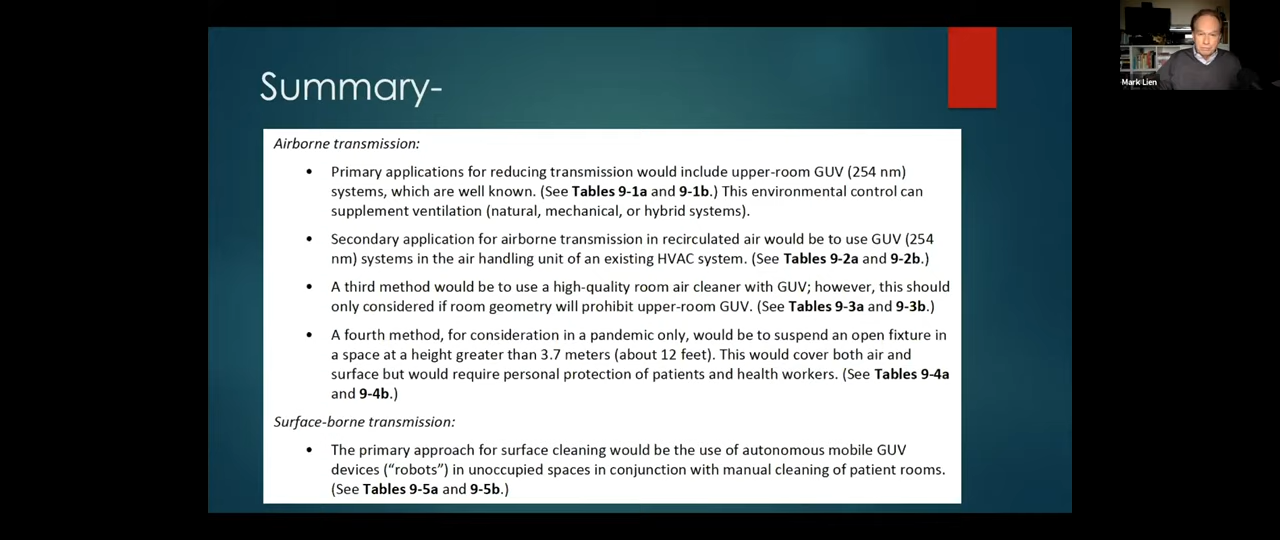 Summary-
Airborne transmission:
• Primary applications for reducing transmission would include upper-room GUV (254 nm)
systems, which are well known. (See Tables 9-1a and 9-1b.) This environmental control can
supplement ventilation (natural, mechanical, or hybrid systems).
• Secondary application for airborne transmission in recirculated air would be to use GUV (254
nm) systems in the air handling unit of an existing HVAC system. (See Tables 9-2a and 9-2b.)
• A third method would be to use a high-quality room air cleaner with GUV; however, this should
only considered if room geometry will prohibit upper-room GUV. (See Tables 9-3a and 9-3b.)
• A fourth method, for consideration in a pandemic only, would be to suspend an open fixture in
a space at a height greater than 3.7 meters (about 12 feet). This would cover both air and
surface but would require personal protection of patients and health workers. (See Tables 9-4a
and 9-4b.)
Surface-borne transmission:
• The primary approach for surface cleaning would be the use of autonomous mobile GUV
devices (“robots”) in unoccupied spaces in conjunction with manual cleaning of patient rooms.
(See Tables 9-5a and 9-5b.)
Mark Lien